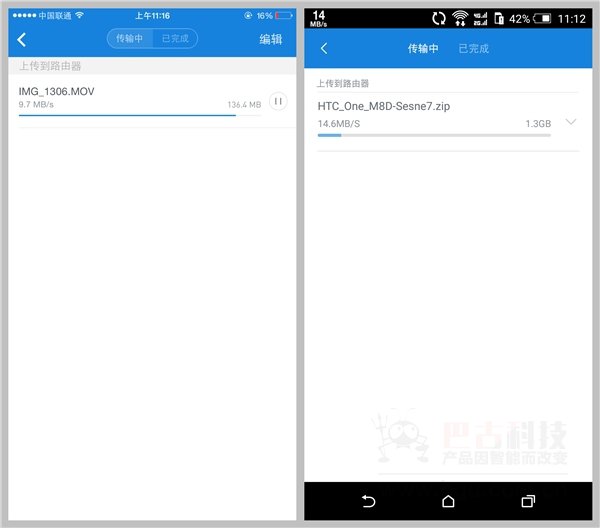 中国联通 上午11:16 16%
传输中 已完成 编辑
上传到路由器
IMG_1306.MOV
9.7 MB/s 136.4 MB
14 MB/s 4G 2G 42% 11:12
传输中 已完成
上传到路由器
HTC_One_M8D-Sesne7.zip
14.6MB/S 1.3GB
巴古科技
产品因智能而改变